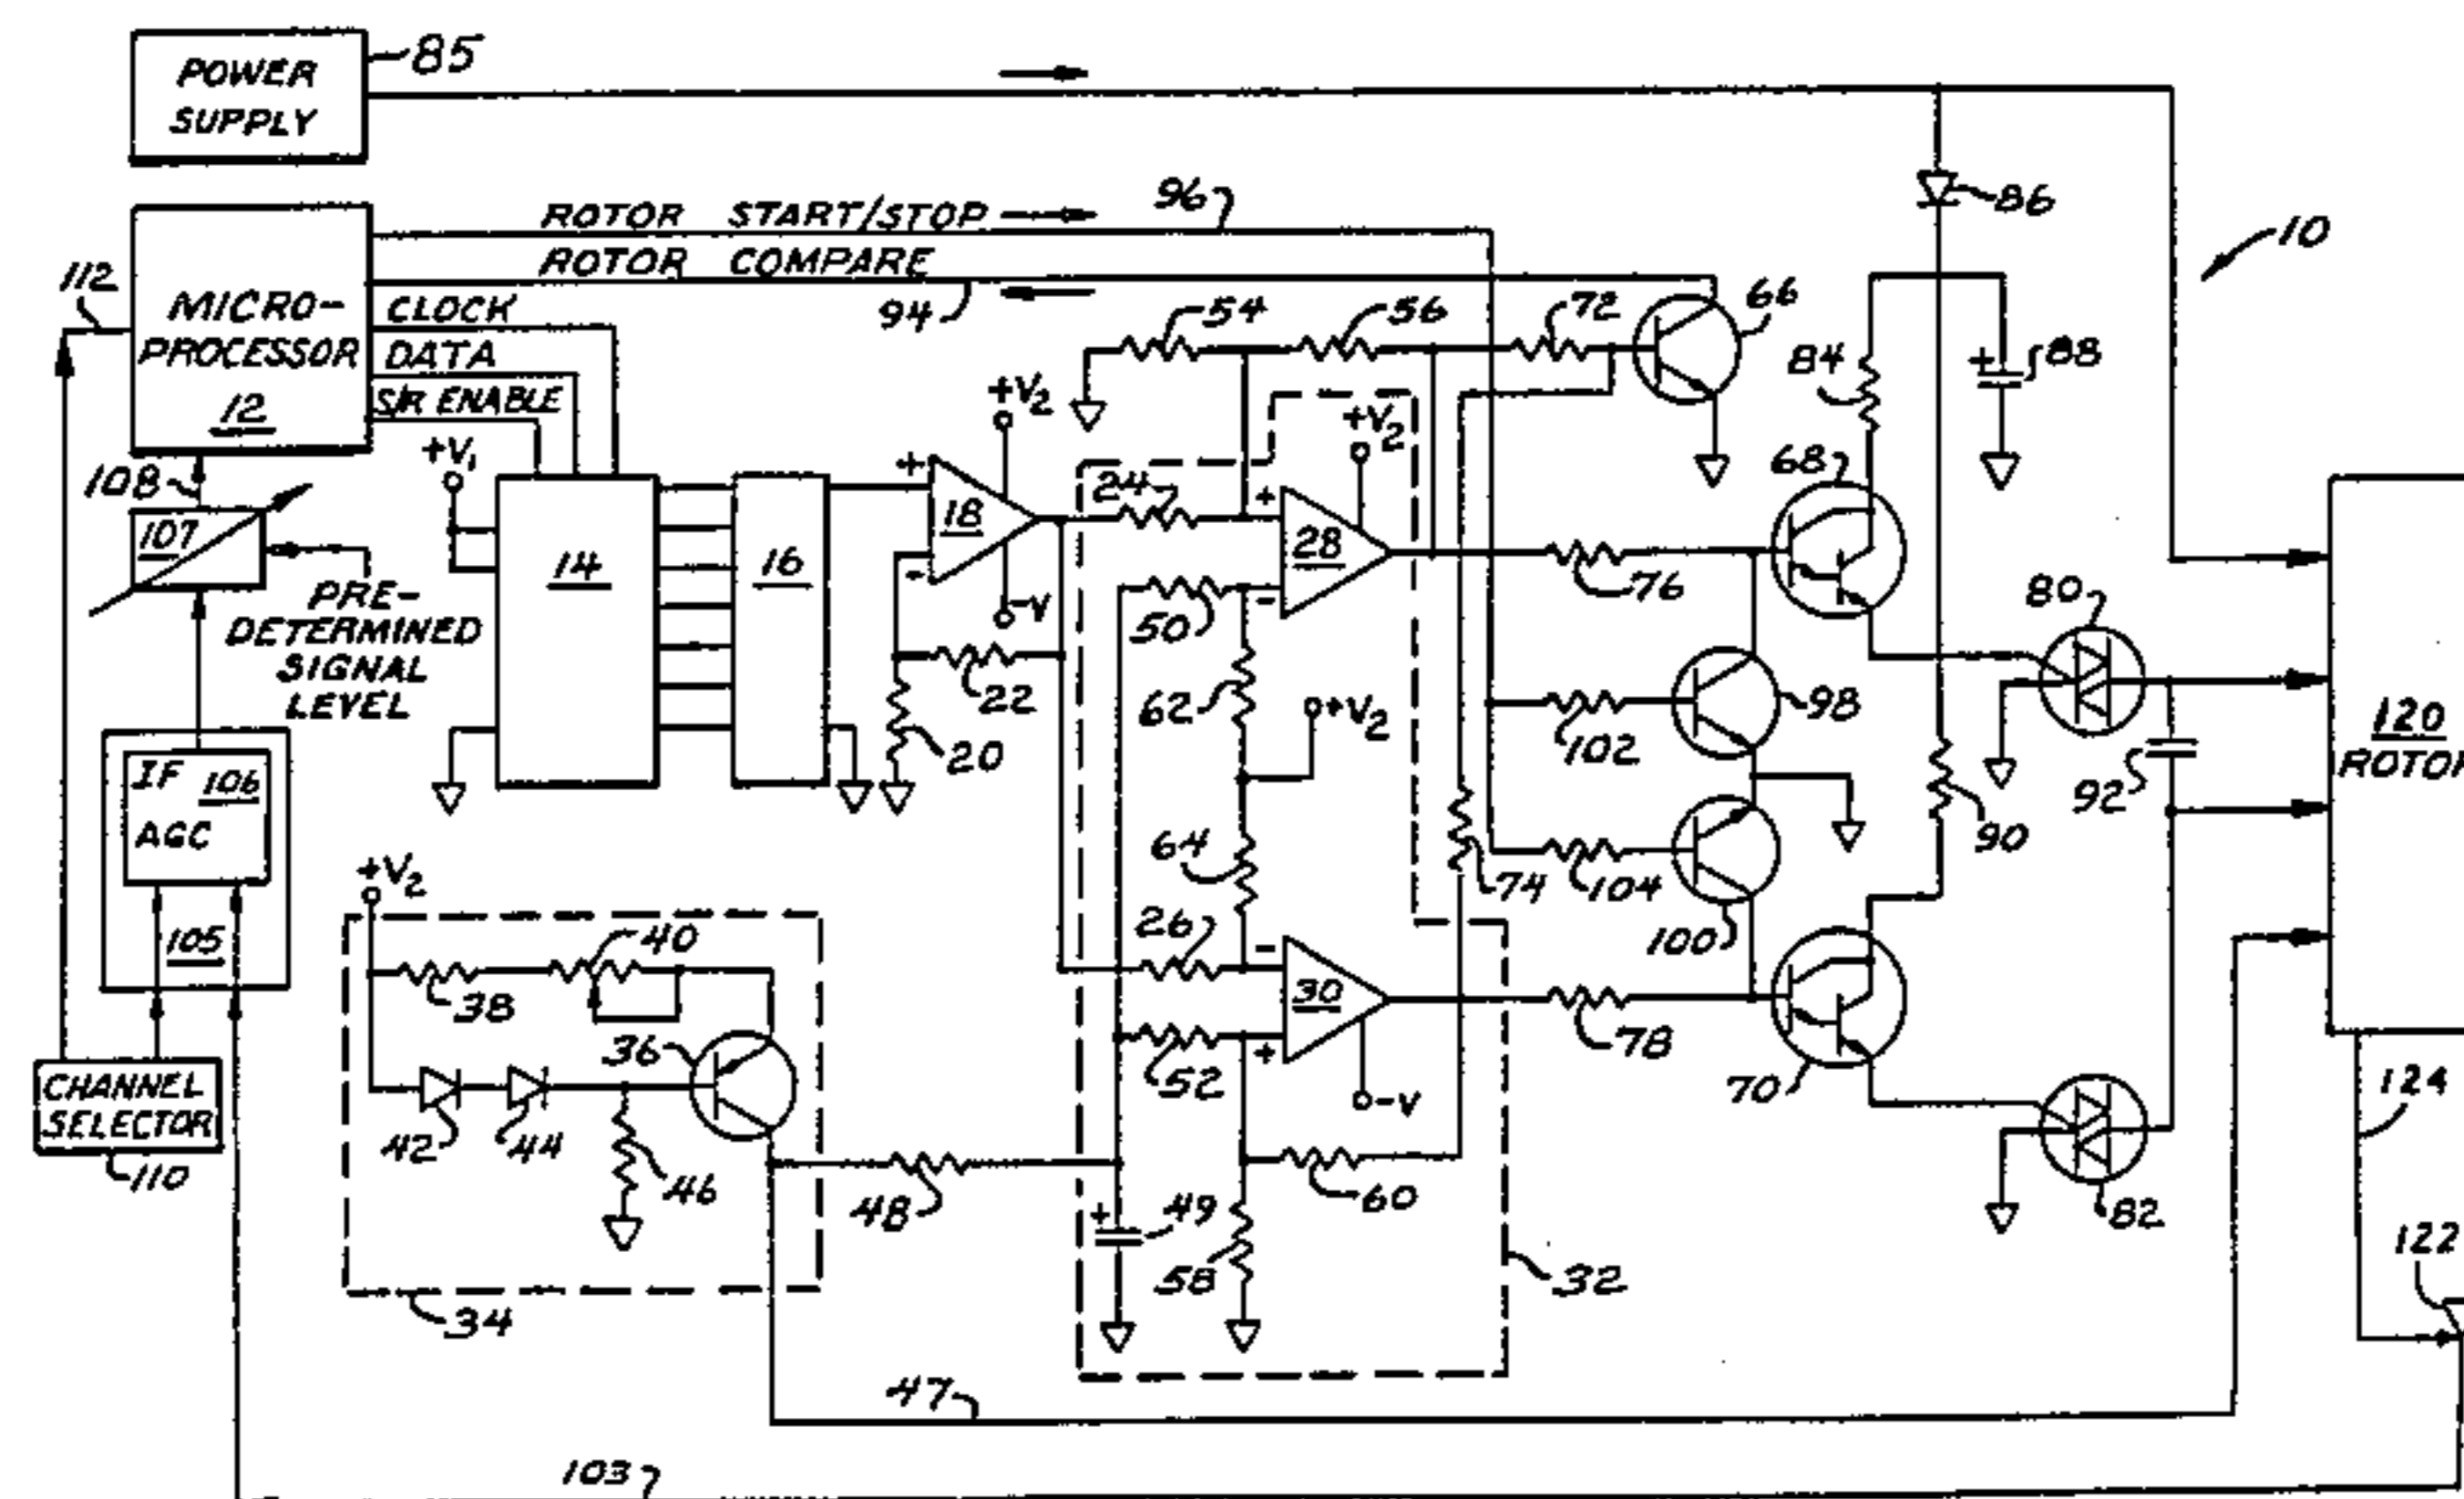 POWER
SUPPLY
85
MICRO-
PROCESSOR
12
ROTOR START/STOP
96
ROTOR COMPARE
94
CLOCK
DATA
S/R ENABLE
112
108
107
PRE-
DETERMINED
SIGNAL
LEVEL
+V1
14
16
+V2
+
18
-
-V
22
20
54
56
72
66
24
+
28
-
+V2
50
62
+V2
64
26
-
30
+
-V
52
60
58
+
49
32
74
76
102
98
104
100
78
68
70
84
+
88
86
10
80
90
92
82
120
ROTOR
124
122
IF
106
AGC
105
CHANNEL
SELECTOR
110
+V2
40
38
36
42
44
46
34
48
47
103